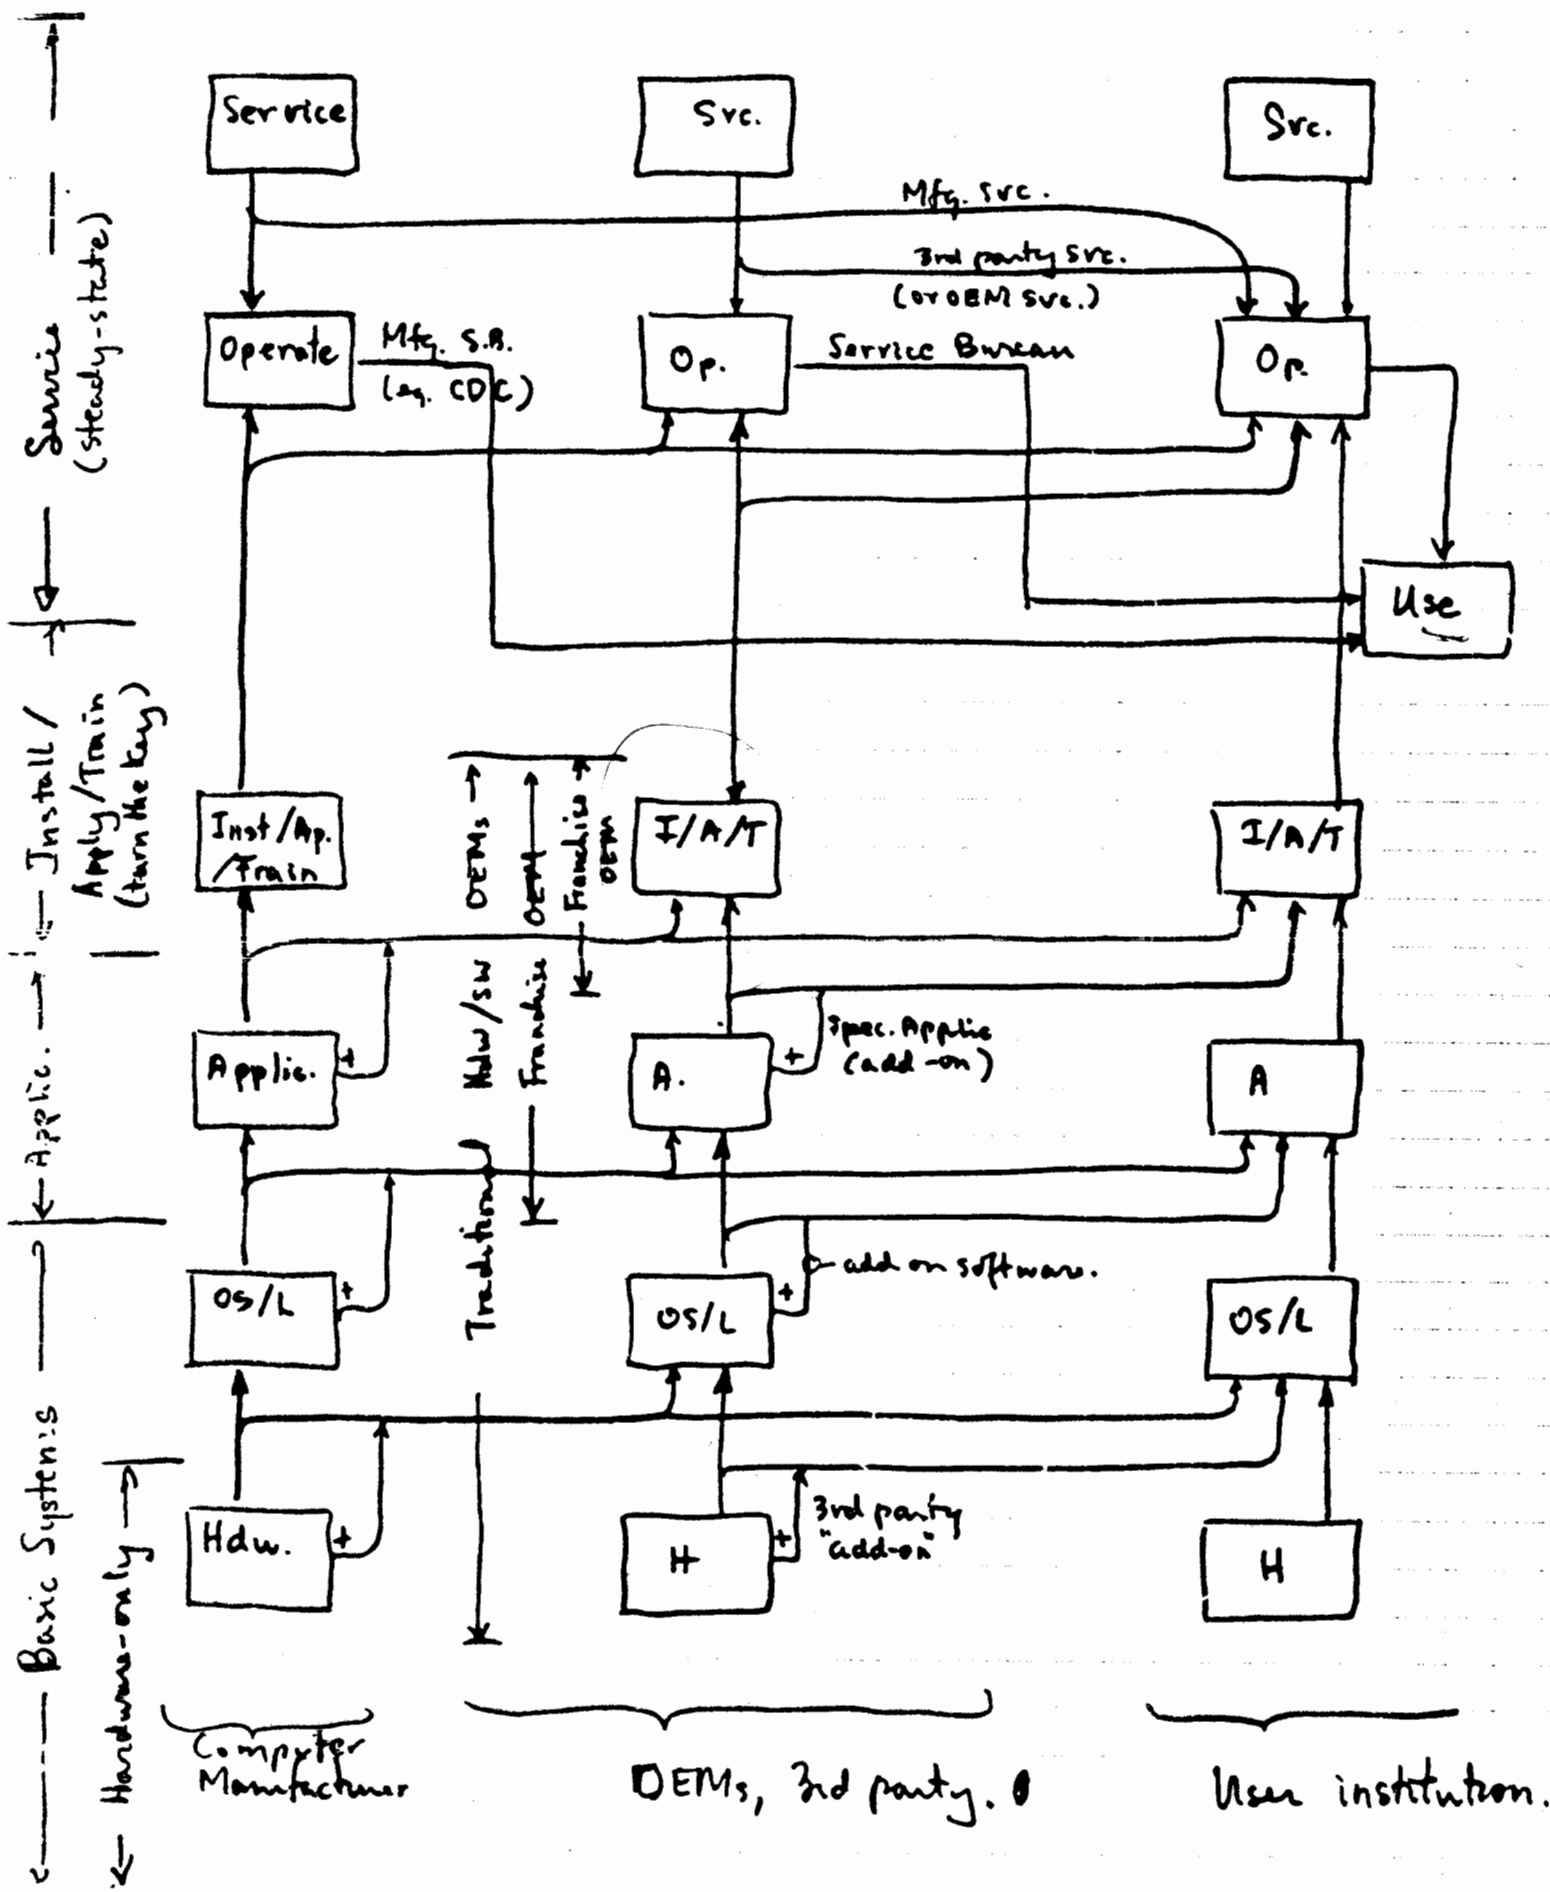 Service
Svc.
Svc.
Mfg. svc.
3rd party svc.
(or OEM svc.)
Operate
Mfg. S.B.
(eg. CDC)
Op.
Service Bureau
Op.
Use
Service
(steady-state)
Install/
Apply/Train
(turn the key)
Inst/Ap.
/Train
OEMs
OEM
Franchise
OEM
I/A/T
I/A/T
Applic.
Applic.
+
Traditional Hdw/SW
Franchise
A.
+
Spec. Applic
(add-on)
A
OS/L
+
OS/L
+
add on software.
OS/L
Basic Systems
Hardware-only
Hdw.
+
H
+
3rd party
"add-on"
H
Computer
Manufacturer
OEMs, 3rd party.
User institution.